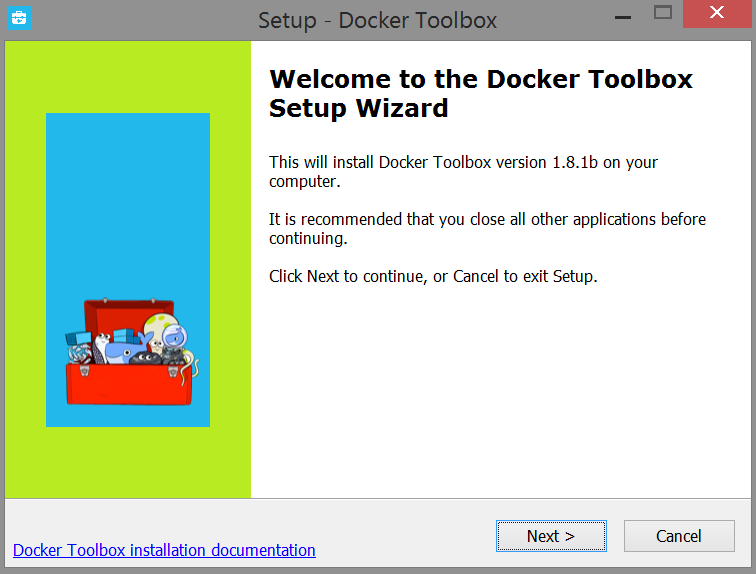 Setup - Docker Toolbox
Welcome to the Docker Toolbox
Setup Wizard
This will install Docker Toolbox version 1.8.1b on your
computer.
It is recommended that you close all other applications before
continuing.
Click Next to continue, or Cancel to exit Setup.
Next >
Cancel
Docker Toolbox installation documentation